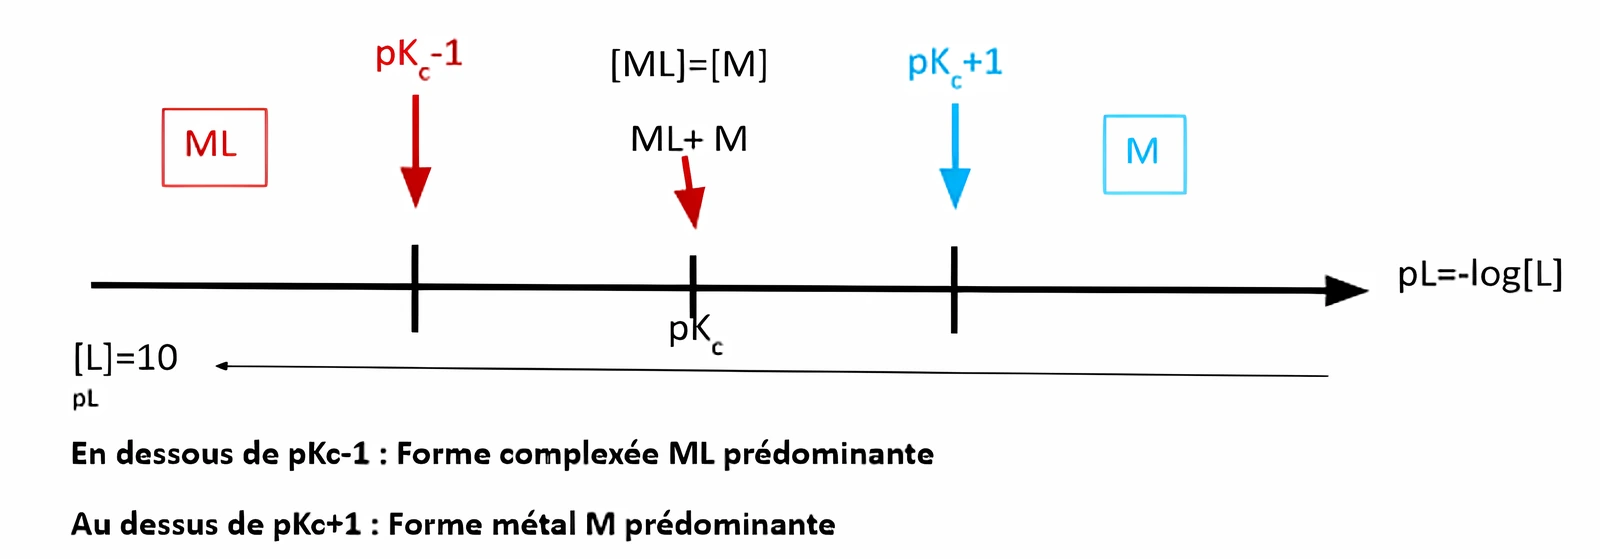 pKc-1
[ML]=[M]
pKc+1
ML
ML+ M
M
pL=-log[L]
pKc
[L]=10
pL
En dessous de pKc-1 : Forme complexée ML prédominante
Au dessus de pKc+1 : Forme métal M prédominante